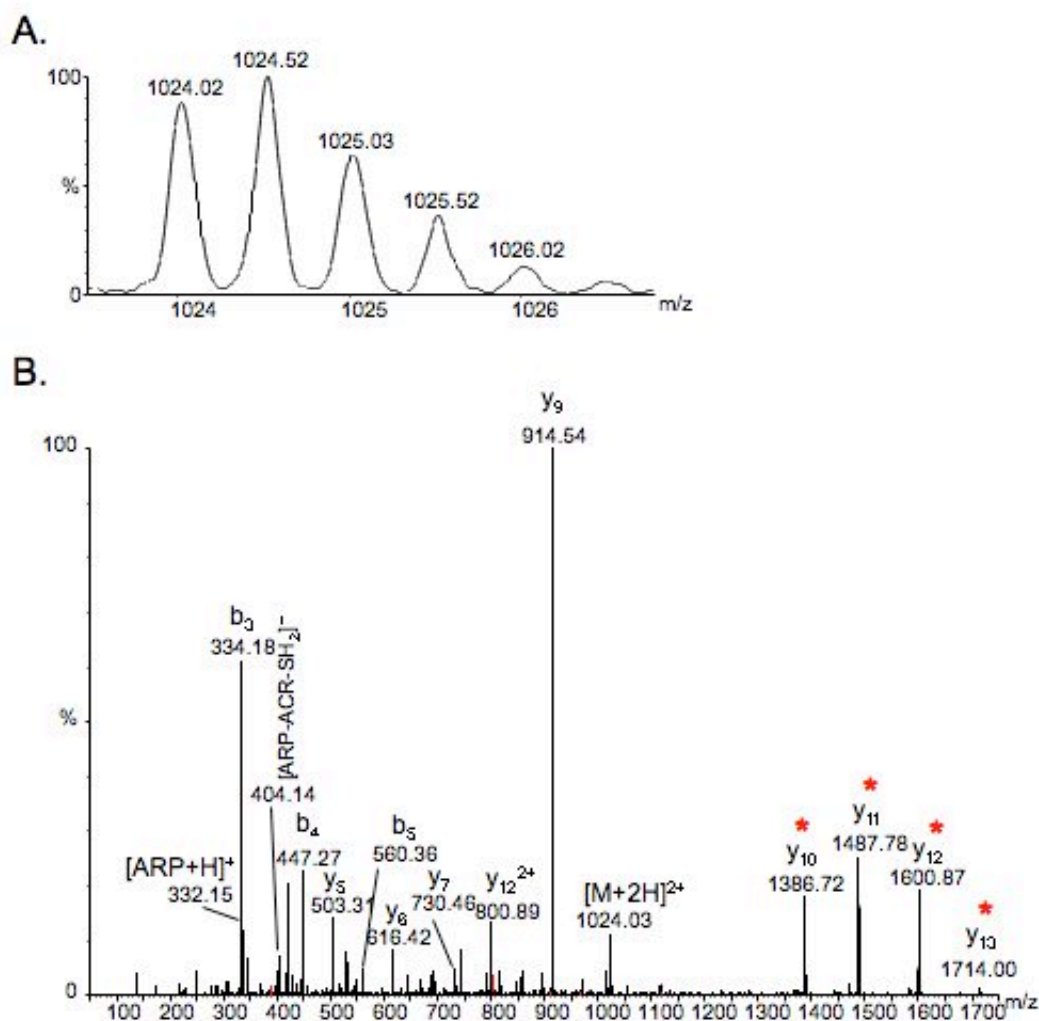 A.
100
%
0
1024.02
1024.52
1025.03
1025.52
1026.02
1024
1025
1026
m/z
B.
100
%
0
y₉
914.54
b₃
334.18
[ARP-ACR-SH₂]⁺
404.14
[ARP+H]⁺
332.15
b₄
447.27
y₅
503.31
b₅
560.36
y₆
616.42
y₇
730.46
y₁₂²⁺
800.89
[M+2H]²⁺
1024.03
*
y₁₀
1386.72
*
y₁₁
1487.78
*
y₁₂
1600.87
*
y₁₃
1714.00
100 200 300 400 500 600 700 800 900 1000 1100 1200 1300 1400 1500 1600 1700 m/z